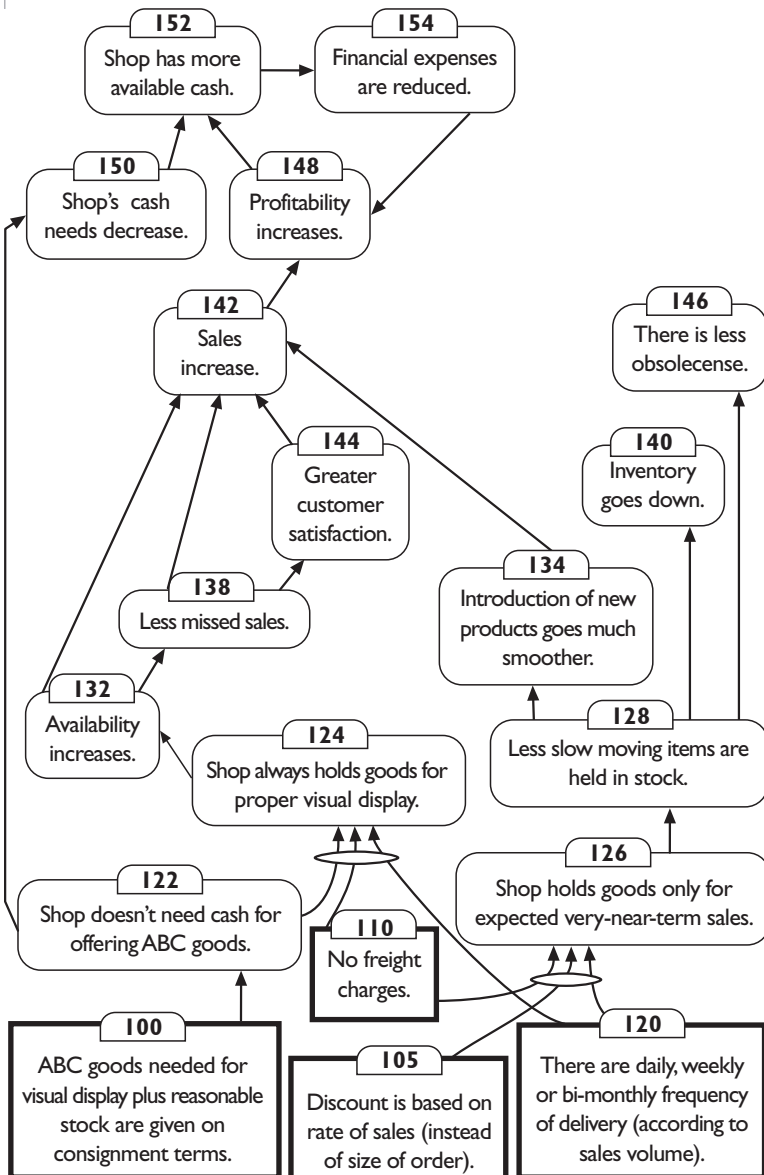 152
Shop has more
available cash.
154
Financial expenses
are reduced.
150
Shop's cash
needs decrease.
148
Profitability
increases.
142
Sales
increase.
146
There is less
obsolecense.
144
Greater
customer
satisfaction.
140
Inventory
goes down.
138
Less missed sales.
134
Introduction of new
products goes much
smoother.
132
Availability
increases.
124
Shop always holds goods for
proper visual display.
128
Less slow moving items are
held in stock.
122
Shop doesn't need cash for
offering ABC goods.
110
No freight
charges.
126
Shop holds goods only for
expected very-near-term sales.
100
ABC goods needed for
visual display plus reasonable
stock are given on
consignment terms.
105
Discount is based on
rate of sales (instead
of size of order).
120
There are daily, weekly
or bi-monthly frequency
of delivery (according to
sales volume).